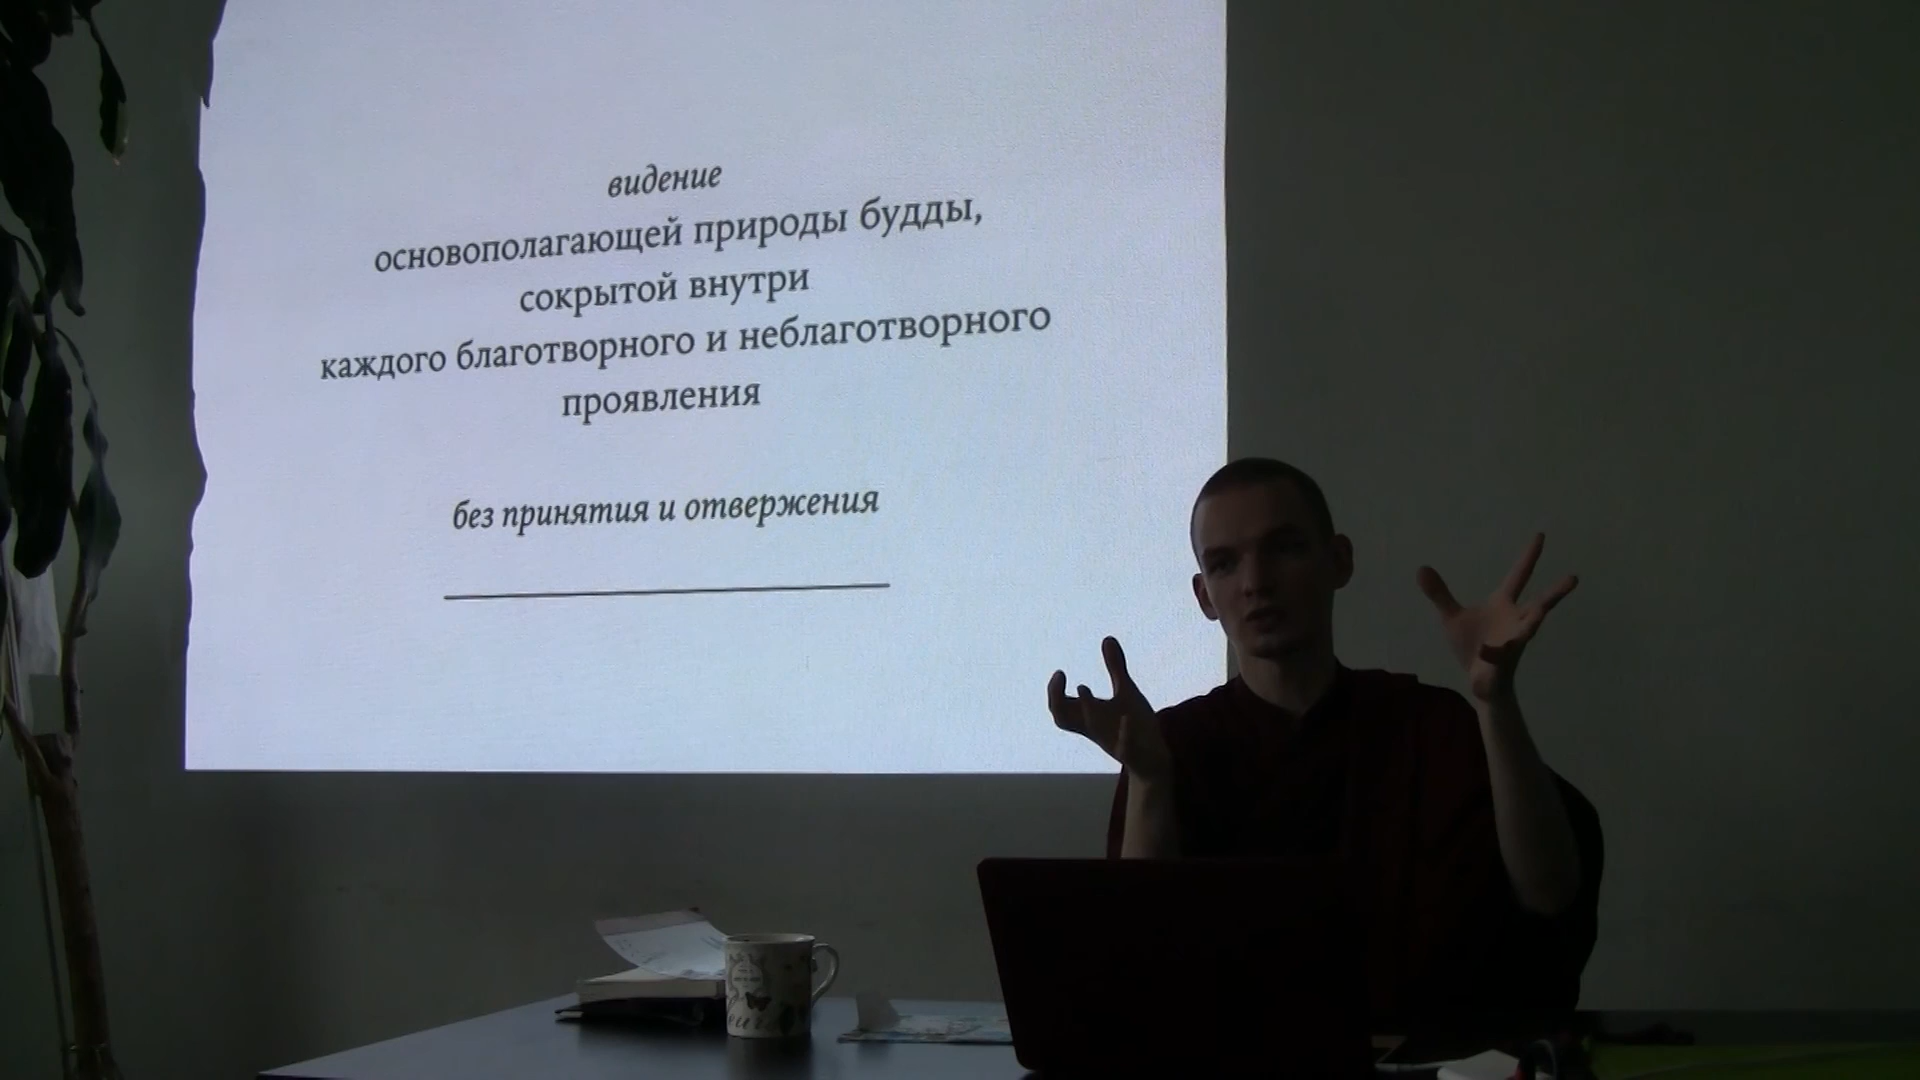 видение
основополагающей природы будды,
сокрытой внутри
каждого благотворного и неблаготворного
проявления
без принятия и отвержения